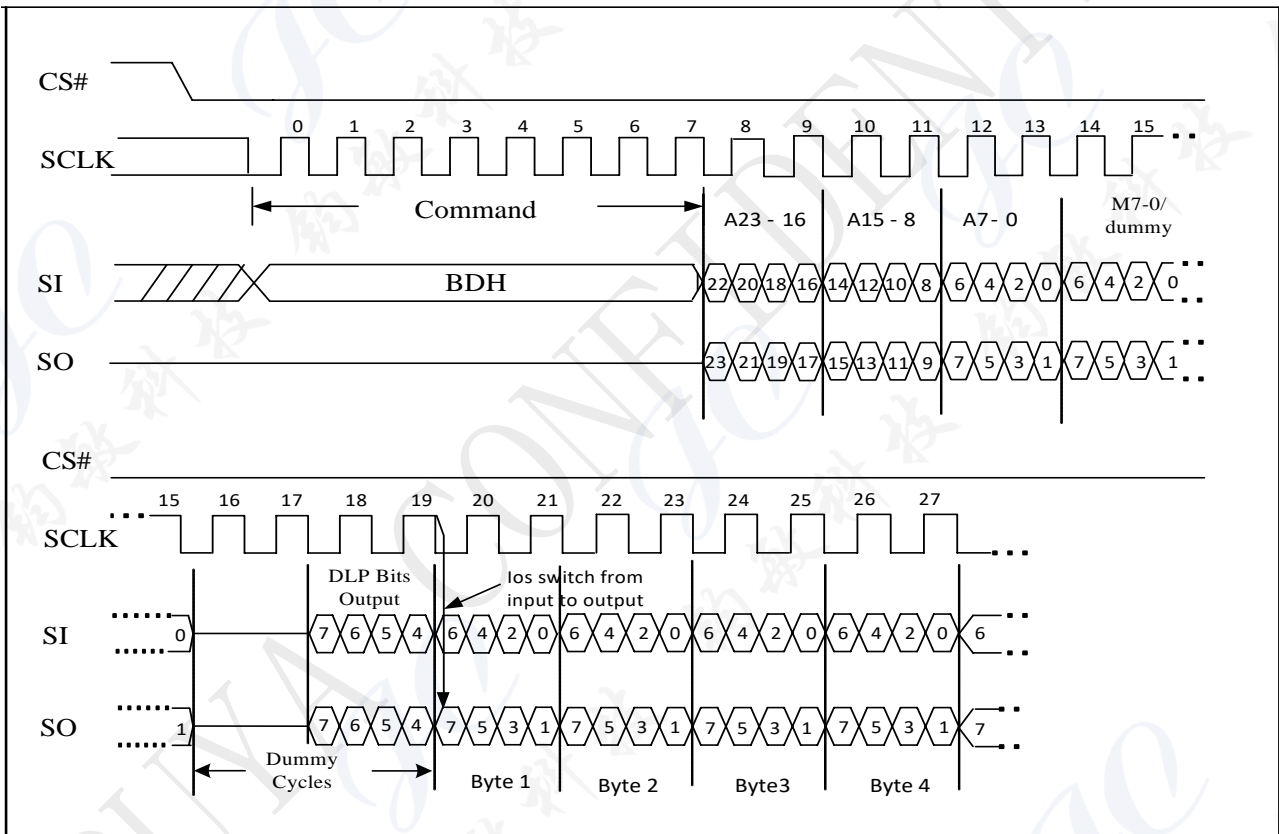 CS#
0 1 2 3 4 5 6 7 8 9 10 11 12 13 14 15
SCLK
Command
A23 - 16 A15 - 8 A7- 0 M7-0/
dummy
SI BDH 22 20 18 16 14 12 10 8 6 4 2 0 6 4 2 0
SO 23 21 19 17 15 13 11 9 7 5 3 1 7 5 3 1
CS#
15 16 17 18 19 20 21 22 23 24 25 26 27
SCLK
DLP Bits
Output
Ios switch from
input to output
SI 0 7 6 5 4 6 4 2 0 6 4 2 0 6 4 2 0 6 4 2 0 6
SO 1 7 6 5 4 7 5 3 1 7 5 3 1 7 5 3 1 7 5 3 1 7
Dummy
Cycles
Byte 1 Byte 2 Byte3 Byte 4